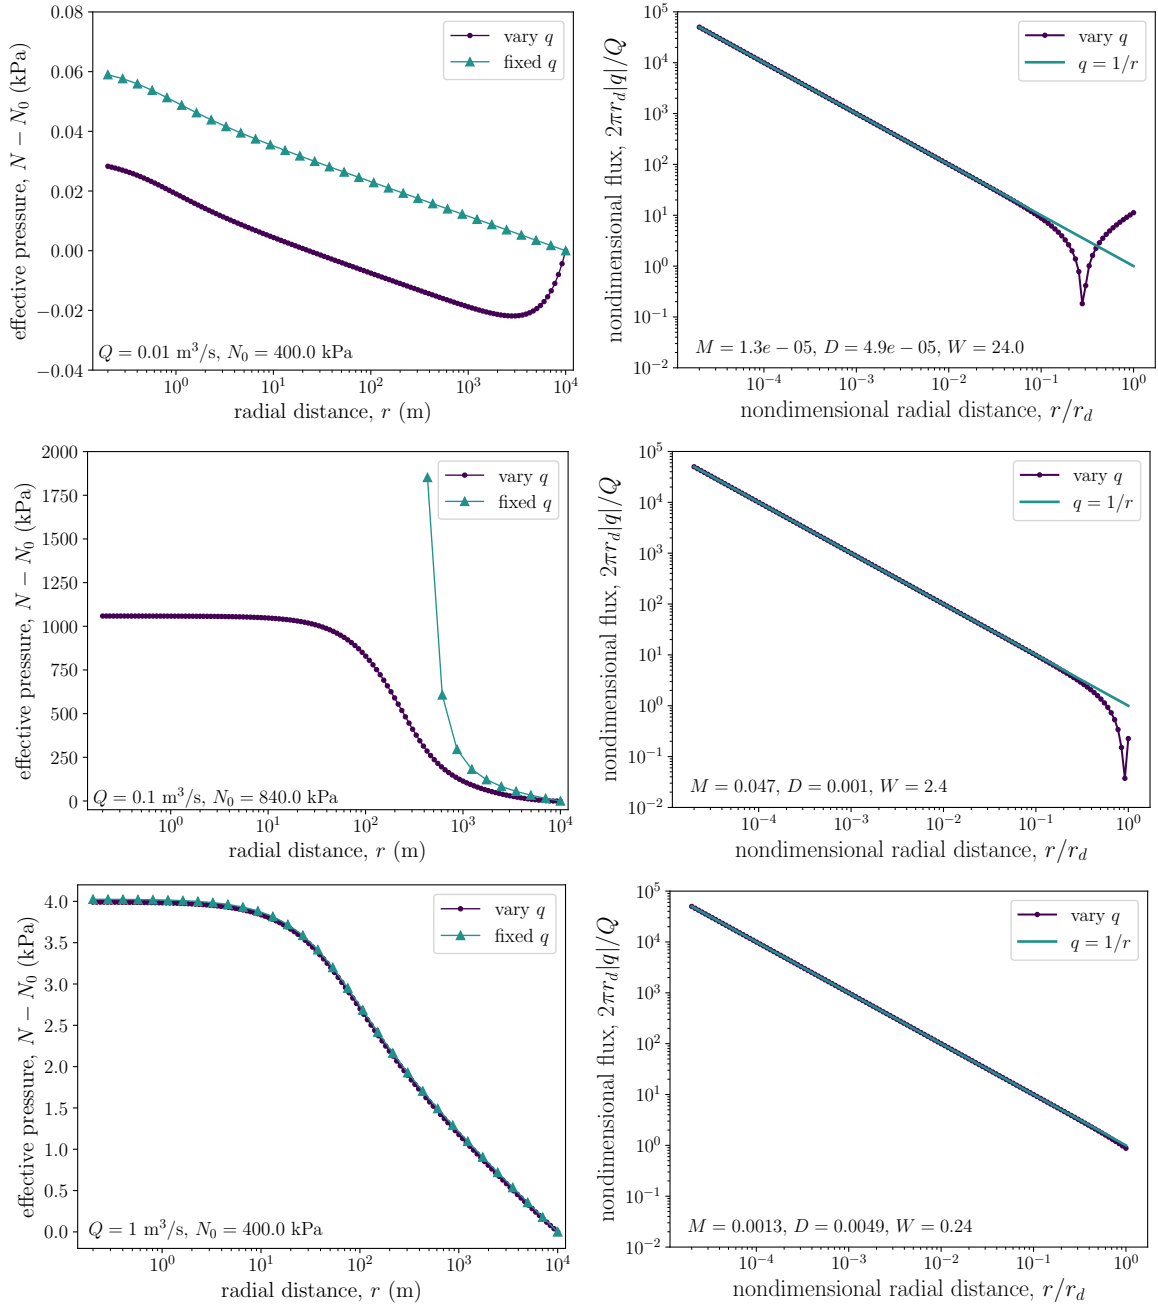 effective pressure, N − N₀ (kPa)
0.08
0.06
0.04
0.02
0.00
−0.02
−0.04
vary q
fixed q
Q = 0.01 m³/s, N₀ = 400.0 kPa
10⁰
10¹
10²
10³
10⁴
radial distance, r (m)
nondimensional flux, 2πr_d|q|/Q
10⁵
10⁴
10³
10²
10¹
10⁰
10⁻¹
10⁻²
vary q
q = 1/r
M = 1.3e − 05, D = 4.9e − 05, W = 24.0
10⁻⁴
10⁻³
10⁻²
10⁻¹
10⁰
nondimensional radial distance, r/r_d
effective pressure, N − N₀ (kPa)
2000
1750
1500
1250
1000
750
500
250
0
vary q
fixed q
Q = 0.1 m³/s, N₀ = 840.0 kPa
10⁰
10¹
10²
10³
10⁴
radial distance, r (m)
nondimensional flux, 2πr_d|q|/Q
10⁵
10⁴
10³
10²
10¹
10⁰
10⁻¹
10⁻²
vary q
q = 1/r
M = 0.047, D = 0.001, W = 2.4
10⁻⁴
10⁻³
10⁻²
10⁻¹
10⁰
nondimensional radial distance, r/r_d
effective pressure, N − N₀ (kPa)
4.0
3.5
3.0
2.5
2.0
1.5
1.0
0.5
0.0
vary q
fixed q
Q = 1 m³/s, N₀ = 400.0 kPa
10⁰
10¹
10²
10³
10⁴
radial distance, r (m)
nondimensional flux, 2πr_d|q|/Q
10⁵
10⁴
10³
10²
10¹
10⁰
10⁻¹
10⁻²
vary q
q = 1/r
M = 0.0013, D = 0.0049, W = 0.24
10⁻⁴
10⁻³
10⁻²
10⁻¹
10⁰
nondimensional radial distance, r/r_d